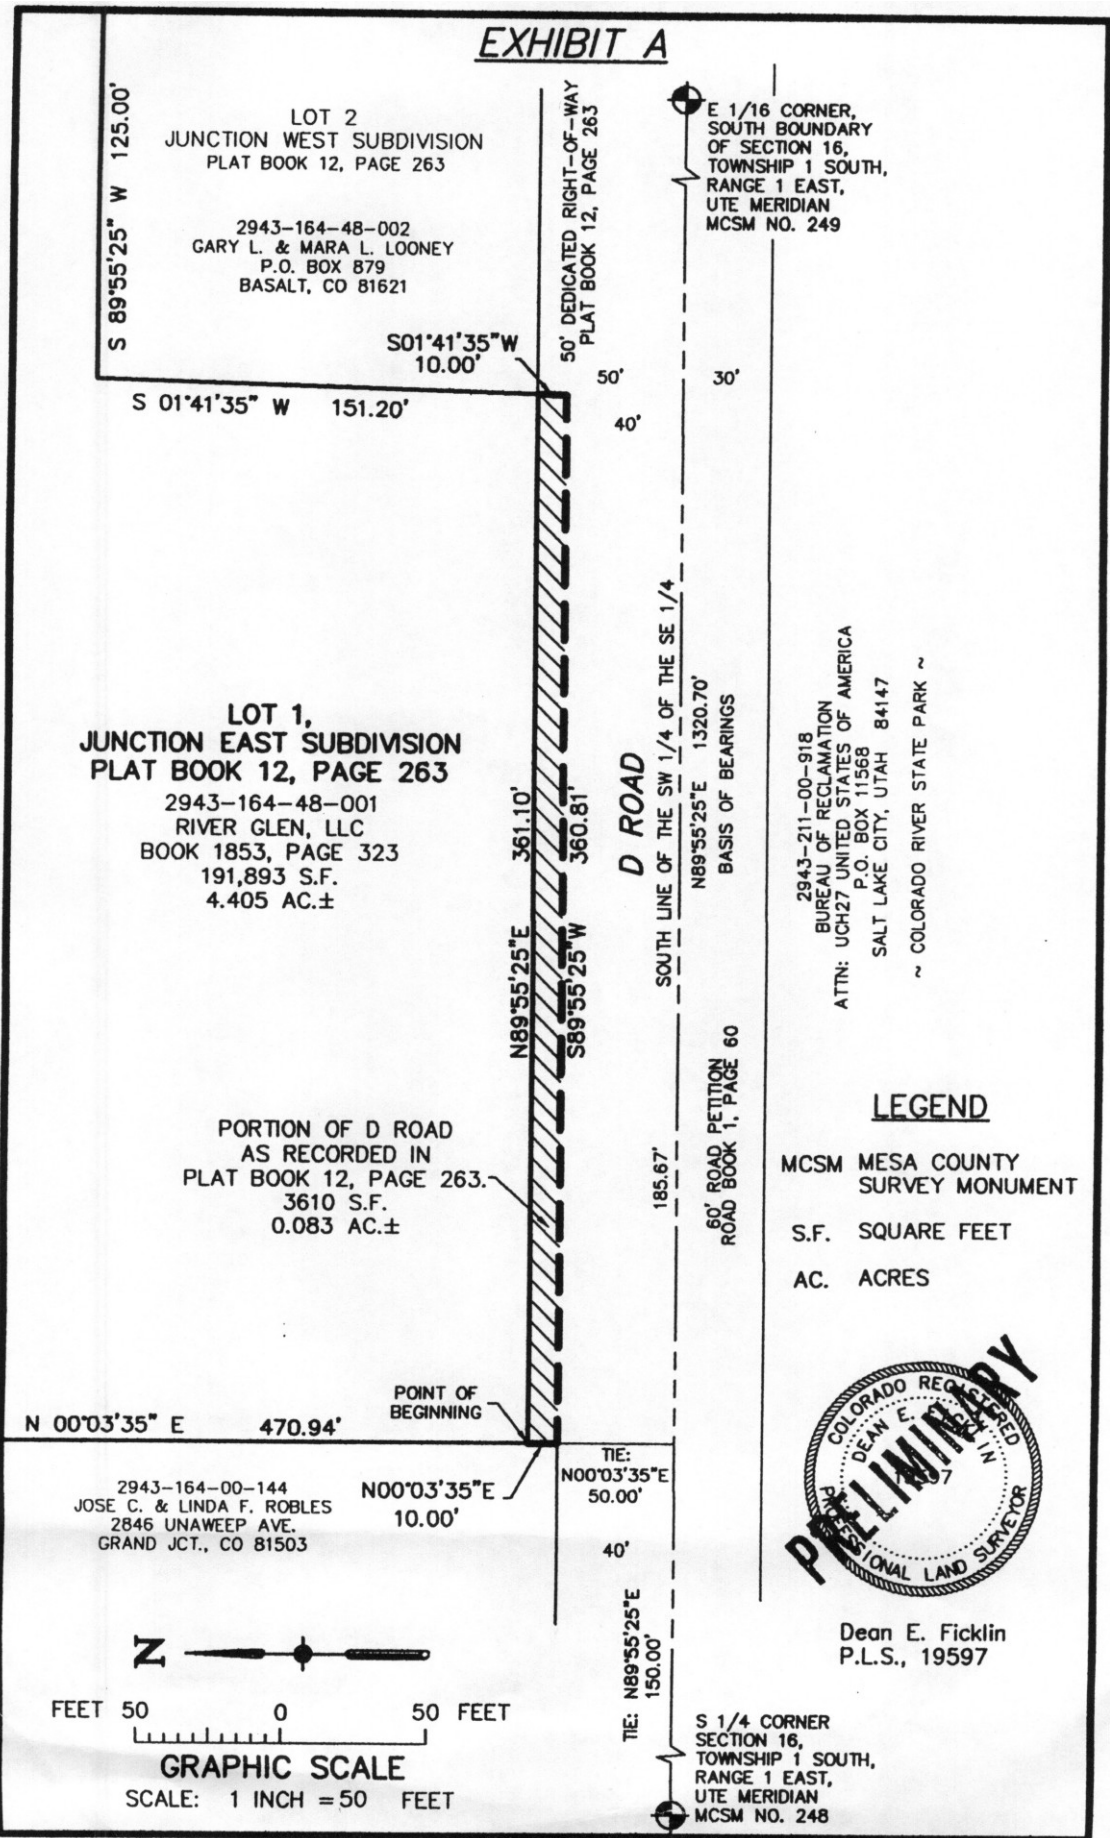 EXHIBIT A
S 89°55'25" W 125.00'
LOT 2
JUNCTION WEST SUBDIVISION
PLAT BOOK 12, PAGE 263
2943-164-48-002
GARY L. & MARA L. LOONEY
P.O. BOX 879
BASALT, CO 81621
50' DEDICATED RIGHT-OF-WAY
PLAT BOOK 12, PAGE 263
E 1/16 CORNER,
SOUTH BOUNDARY
OF SECTION 16,
TOWNSHIP 1 SOUTH,
RANGE 1 EAST,
UTE MERIDIAN
MCSM NO. 249
S01°41'35"W
10.00'
50'
30'
40'
S 01°41'35" W 151.20'
LOT 1,
JUNCTION EAST SUBDIVISION
PLAT BOOK 12, PAGE 263
2943-164-48-001
RIVER GLEN, LLC
BOOK 1853, PAGE 323
191,893 S.F.
4.405 AC.±
N89°55'25"E 361.10'
S89°55'25"W 360.81'
D ROAD
SOUTH LINE OF THE SW 1/4 OF THE SE 1/4
N89°55'25"E 1320.70'
BASIS OF BEARINGS
2943-211-00-918
BUREAU OF RECLAMATION
ATTN: UCH27 UNITED STATES OF AMERICA
P.O. BOX 11568
SALT LAKE CITY, UTAH 84147
~ COLORADO RIVER STATE PARK ~
PORTION OF D ROAD
AS RECORDED IN
PLAT BOOK 12, PAGE 263.
3610 S.F.
0.083 AC.±
185.67'
60' ROAD PETITION
ROAD BOOK 1, PAGE 60
LEGEND
MCSM MESA COUNTY
SURVEY MONUMENT
S.F. SQUARE FEET
AC. ACRES
POINT OF
BEGINNING
N 00°03'35" E 470.94'
2943-164-00-144
JOSE C. & LINDA F. ROBLES
2846 UNAWEEP AVE.
GRAND JCT., CO 81503
N00°03'35"E
10.00'
TIE:
N00°03'35"E
50.00'
40'
TIE: N89°55'25"E
150.00'
COLORADO REGISTERED
PROFESSIONAL LAND SURVEYOR
DEAN E.
PRELIMINARY
Dean E. Ficklin
P.L.S., 19597
N
FEET 50 0 50 FEET
GRAPHIC SCALE
SCALE: 1 INCH = 50 FEET
S 1/4 CORNER
SECTION 16,
TOWNSHIP 1 SOUTH,
RANGE 1 EAST,
UTE MERIDIAN
MCSM NO. 248